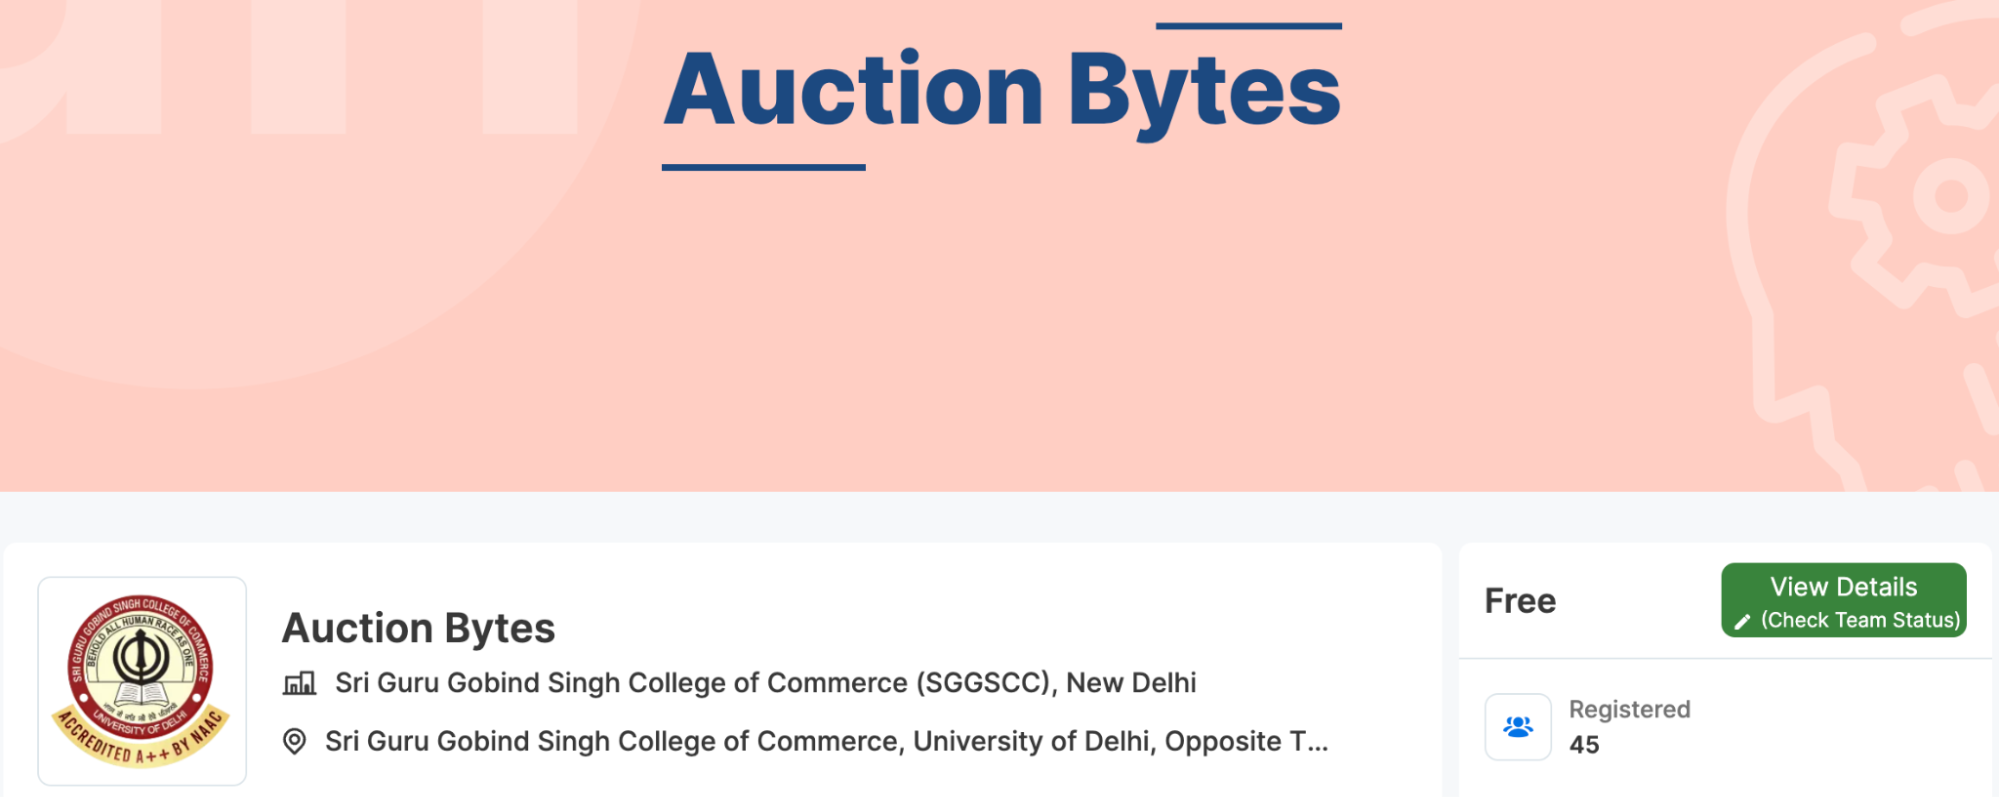 Auction Bytes
Auction Bytes
Sri Guru Gobind Singh College of Commerce (SGGSCC), New Delhi
Sri Guru Gobind Singh College of Commerce, University of Delhi, Opposite T...
SRI GURU GOBIND SINGH COLLEGE OF COMMERCE
BEHOLD ALL HUMAN RACE AS ONE
UNIVERSITY OF DELHI
ACCREDITED A++ BY NAAC
Free
View Details
(Check Team Status)
Registered
45